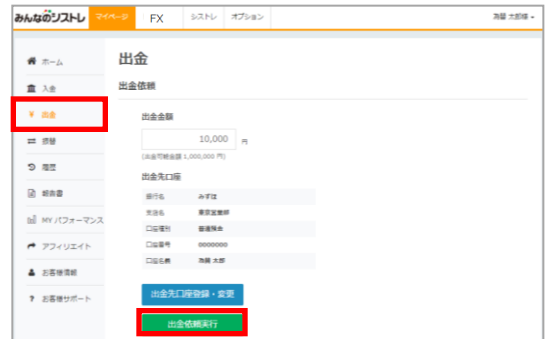 みんなのシストレ マイページ FX シストレ オプション 為替 太郎様
ホーム
入金
¥ 出金
振替
履歴
報告書
MY パフォーマンス
アフィリエイト
お客様情報
? お客様サポート
出金
出金依頼
出金金額
10,000 円
(出金可能金額 1,000,000 円)
出金先口座
銀行名 みずほ
支店名 東京営業部
口座種別 普通預金
口座番号 0000000
口座名義 為替 太郎
出金先口座登録・変更
出金依頼実行